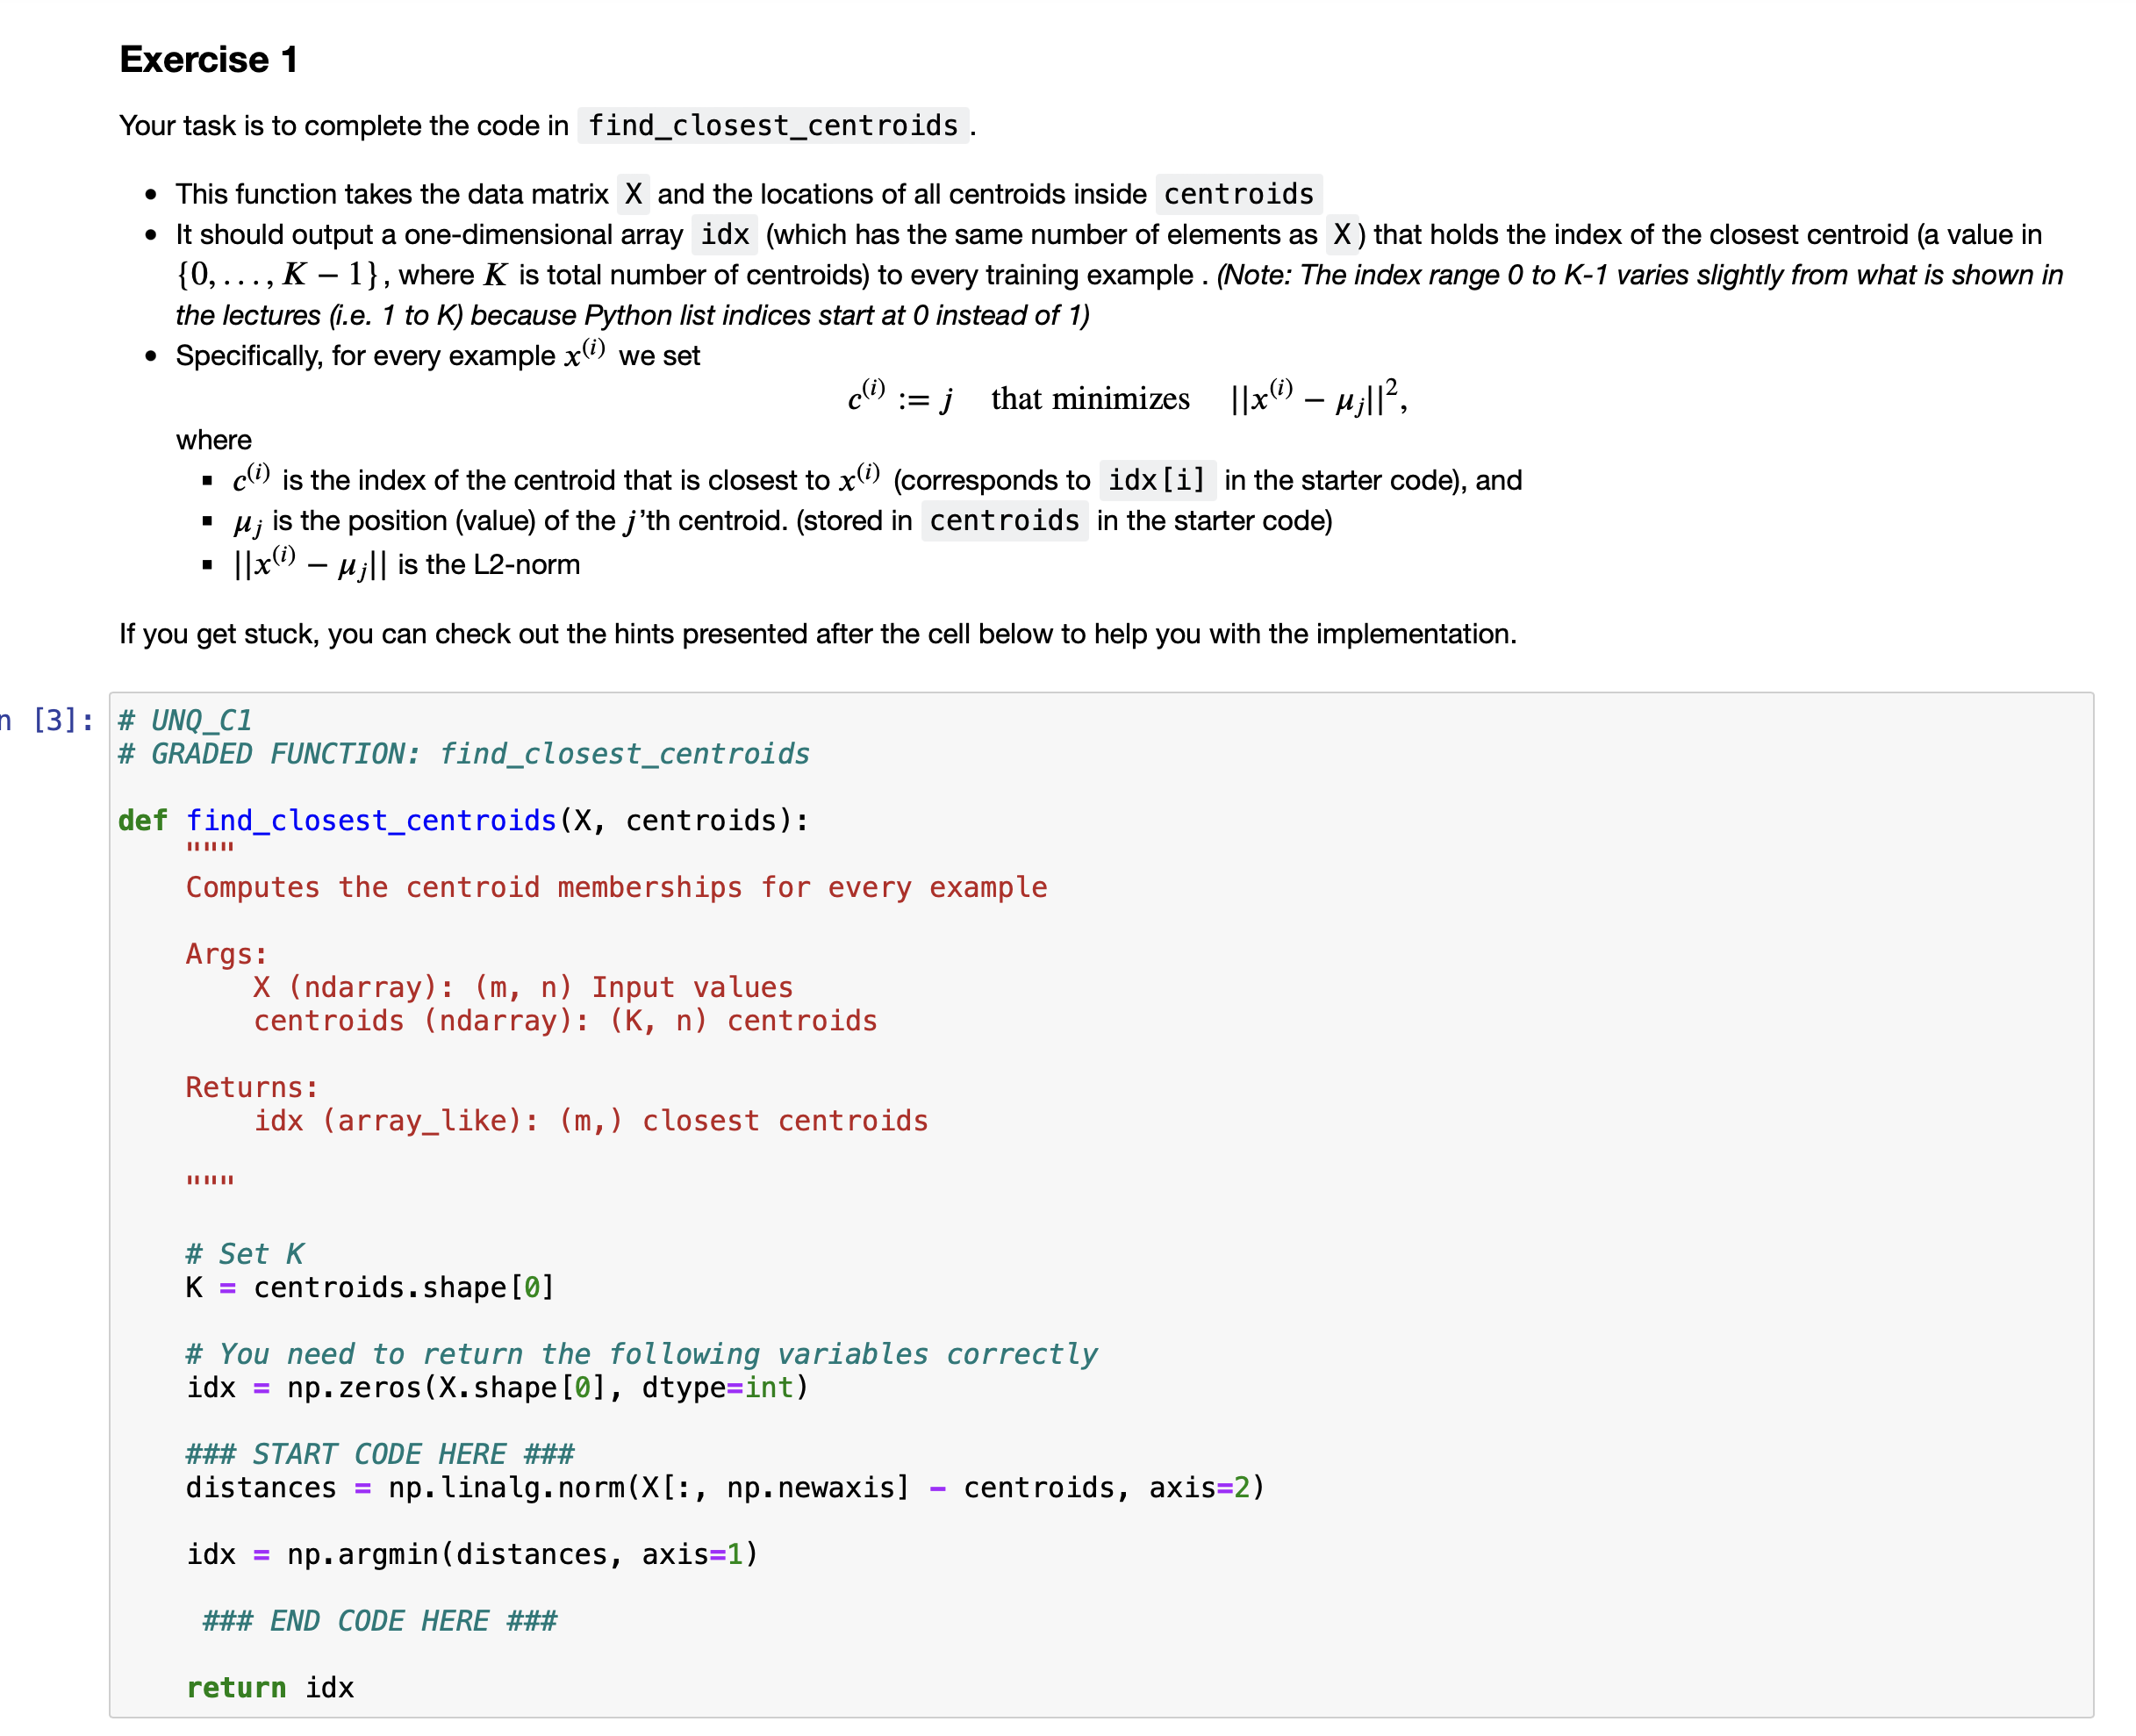 Exercise 1
Your task is to complete the code in find_closest_centroids .
• This function takes the data matrix X and the locations of all centroids inside centroids
• It should output a one-dimensional array idx (which has the same number of elements as X ) that holds the index of the closest centroid (a value in
{0, . . . , K − 1}, where K is total number of centroids) to every training example . (Note: The index range 0 to K-1 varies slightly from what is shown in
the lectures (i.e. 1 to K) because Python list indices start at 0 instead of 1)
• Specifically, for every example x⁽ⁱ⁾ we set
c⁽ⁱ⁾ := j that minimizes ||x⁽ⁱ⁾ − μⱼ||²,
where
▪ c⁽ⁱ⁾ is the index of the centroid that is closest to x⁽ⁱ⁾ (corresponds to idx[i] in the starter code), and
▪ μⱼ is the position (value) of the j’th centroid. (stored in centroids in the starter code)
▪ ||x⁽ⁱ⁾ − μⱼ|| is the L2-norm
If you get stuck, you can check out the hints presented after the cell below to help you with the implementation.
n [3]: # UNQ_C1
# GRADED FUNCTION: find_closest_centroids
def find_closest_centroids(X, centroids):
"""
Computes the centroid memberships for every example
Args:
X (ndarray): (m, n) Input values
centroids (ndarray): (K, n) centroids
Returns:
idx (array_like): (m,) closest centroids
"""
# Set K
K = centroids.shape[0]
# You need to return the following variables correctly
idx = np.zeros(X.shape[0], dtype=int)
### START CODE HERE ###
distances = np.linalg.norm(X[:, np.newaxis] - centroids, axis=2)
idx = np.argmin(distances, axis=1)
### END CODE HERE ###
return idx